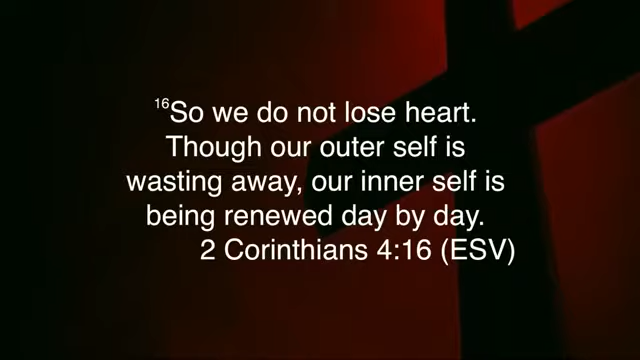 ¹⁶So we do not lose heart.
Though our outer self is
wasting away, our inner self is
being renewed day by day.
2 Corinthians 4:16 (ESV)